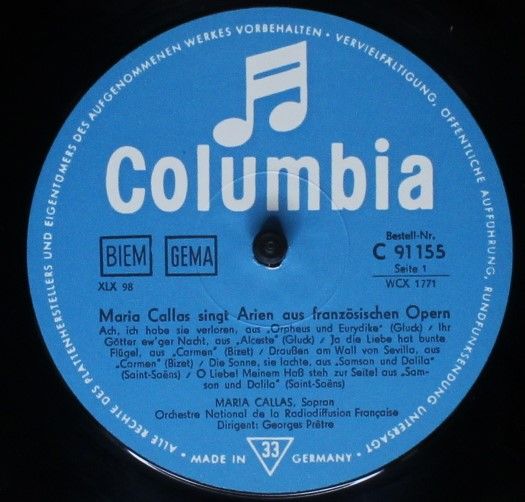 ALLE RECHTE DES PLATTENHERSTELLERS UND EIGENTÜMERS DES AUFGENOMMENEN WERKES VORBEHALTEN • VERVIELFÄLTIGUNG, ÖFFENTLICHE AUFFÜHRUNG, RUNDFUNKSENDUNG UNTERSAGT •
Columbia
BIEM GEMA
XLX 98
Bestell-Nr.
C 91155
Seite 1
WCX 1771
Maria Callas singt Arien aus französischen Opern
Ach, ich habe sie verloren, aus „Orpheus und Eurydike" (Gluck) / Ihr
Götter ew'ger Nacht, aus „Alceste" (Gluck) / Ja die Liebe hat bunte
Flügel, aus „Carmen" (Bizet) / Draußen am Wall von Sevilla, aus
„Carmen" (Bizet) / Die Sonne, sie lachte, aus „Samson und Dalila"
(Saint-Saëns) / O Liebe! Meinem Haß steh zur Seite! aus „Sam-
son und Dalila" (Saint-Saëns)
MARIA CALLAS, Sopran
Orchestre National de la Radiodiffusion Française
Dirigent: Georges Prêtre
MADE IN 33 GERMANY